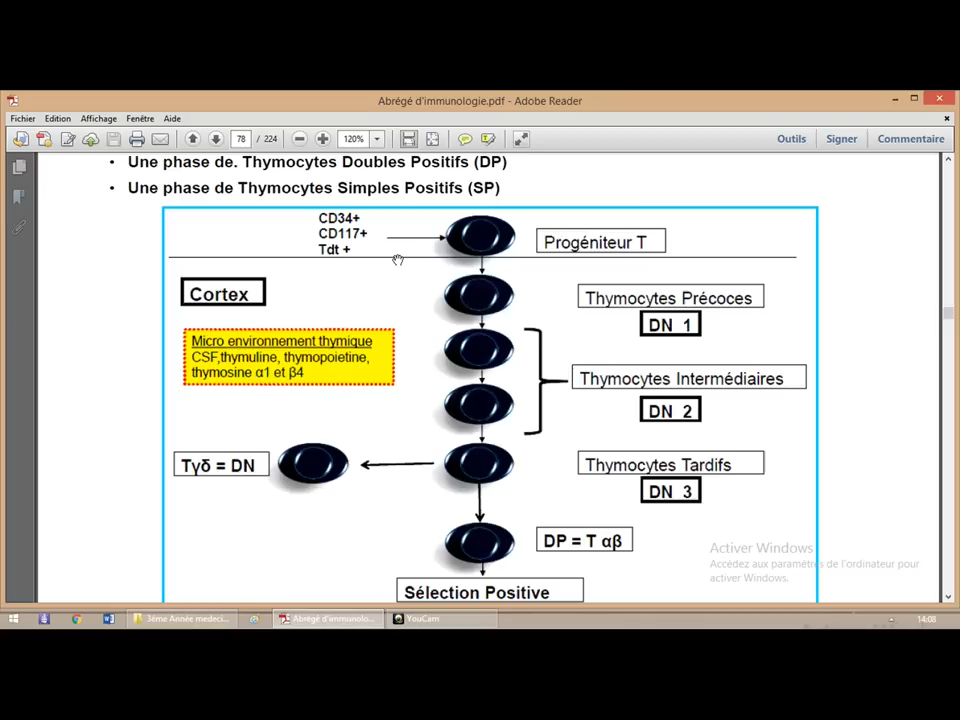 Abrégé d'immunologie.pdf - Adobe Reader
Fichier Edition Affichage Fenêtre Aide
78 / 224 120% Outils Signer Commentaire
• Une phase de. Thymocytes Doubles Positifs (DP)
• Une phase de Thymocytes Simples Positifs (SP)
CD34+
CD117+
Tdt +
Progéniteur T
Cortex
Thymocytes Précoces
DN 1
Micro environnement thymique
CSF,thymuline, thymopoietine,
thymosine α1 et β4
Thymocytes Intermédiaires
DN 2
Tγδ = DN
Thymocytes Tardifs
DN 3
DP = T αβ
Sélection Positive
Activer Windows
Accédez aux paramètres de l'ordinateur pour
activer Windows.
3éme Année medeci... Abrégé d'immunolo... YouCam 14:08